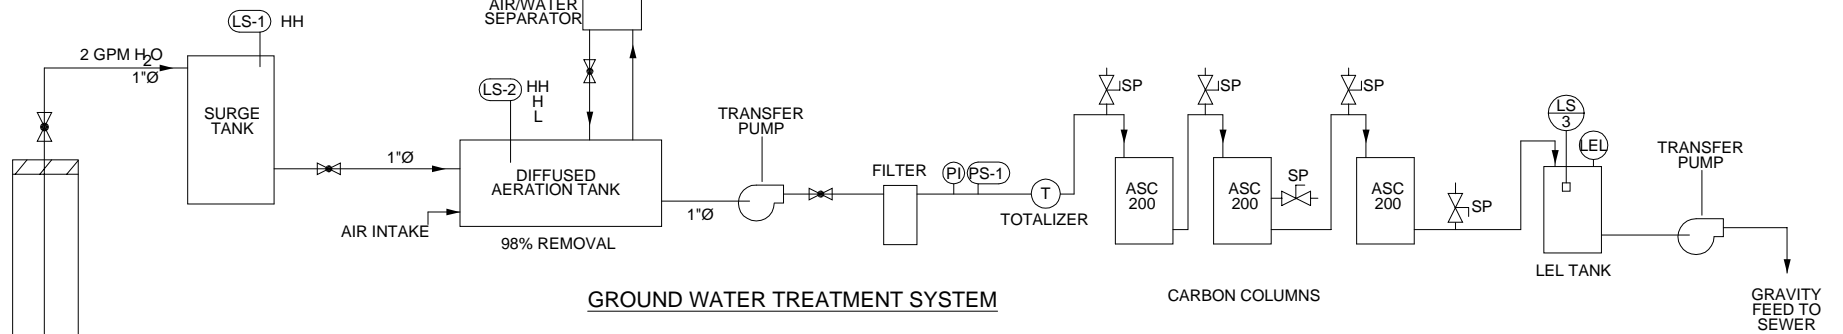 LS-1 HH
AIR/WATER
SEPARATOR
2 GPM H2O
1"Ø
SURGE
TANK
LS-2 HH
H
L
1"Ø
DIFFUSED
AERATION TANK
AIR INTAKE
98% REMOVAL
1"Ø
TRANSFER
PUMP
FILTER
PI
PS-1
T
TOTALIZER
SP
SP
SP
ASC
200
ASC
200
SP
ASC
200
SP
LS
3
LEL
LEL TANK
TRANSFER
PUMP
GRAVITY
FEED TO
SEWER
CARBON COLUMNS
GROUND WATER TREATMENT SYSTEM